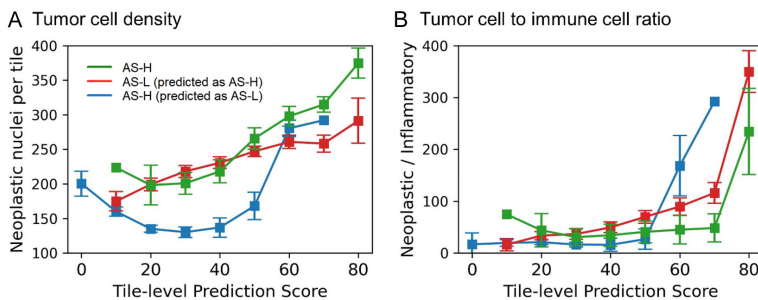 A Tumor cell density
400
350
300
250
200
150
100
Neoplastic nuclei per tile
AS-H
AS-L (predicted as AS-H)
AS-H (predicted as AS-L)
0 20 40 60 80
Tile-level Prediction Score
B Tumor cell to immune cell ratio
400
300
200
100
0
Neoplastic / Inflammatory
0 20 40 60 80
Tile-level Prediction Score